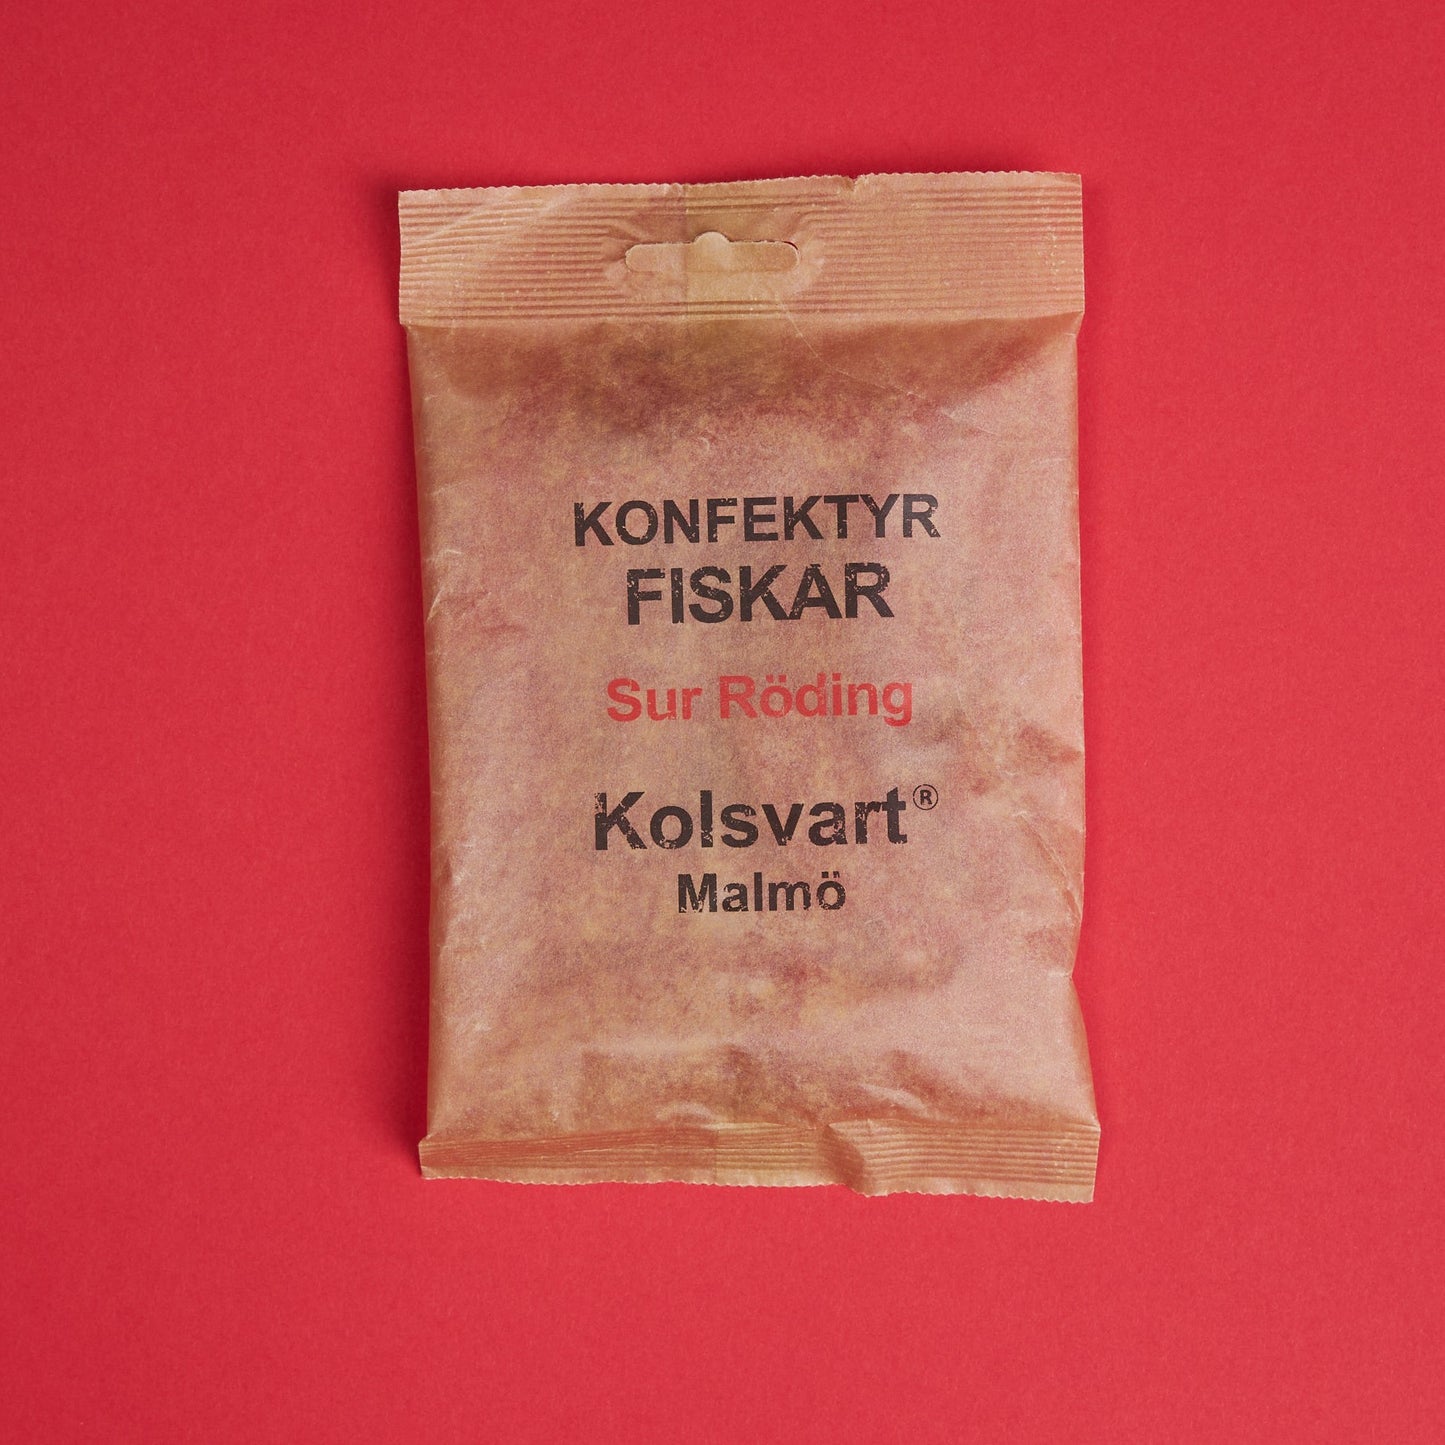 KONFEKTYR
FISKAR
Sur Röding
Kolsvart®
Malmö